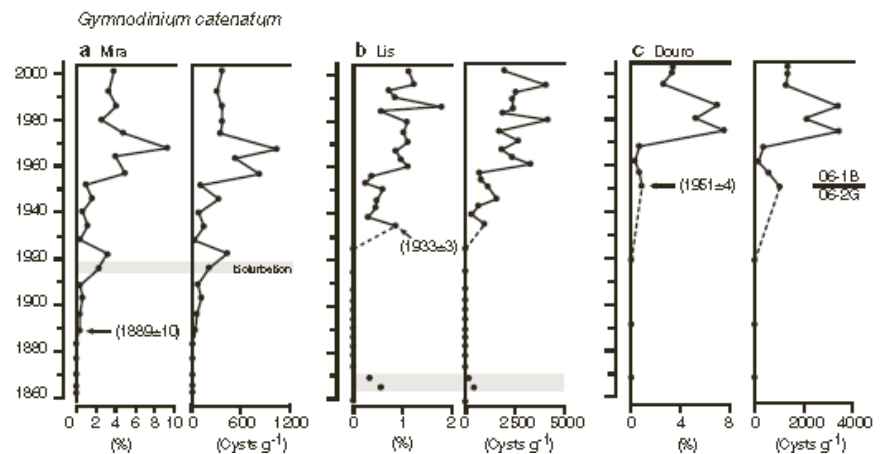 Gymnodinium catenatum
a Mira
b Lis
c Douro
2000
1980
1960
1940
1920
1900
1880
1860
Bioturbation
(1889±10)
(1933±3)
(1951±4)
06-1B
06-2G
0 2 4 6 8 10
0 600 1200
0 1 2
0 2500 5000
0 4 8
0 2000 4000
(%)
(Cysts g-1)
(%)
(Cysts g-1)
(%)
(Cysts g-1)